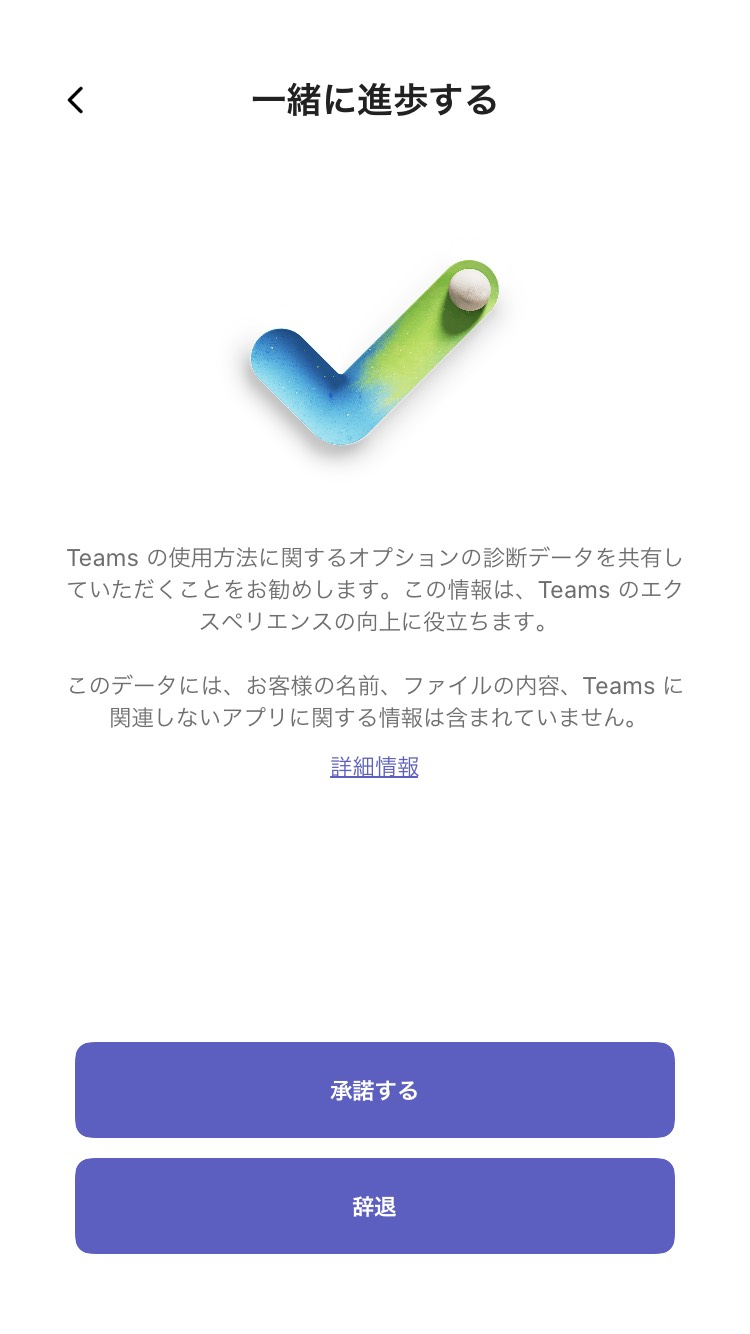 一緒に進歩する
Teams の使用方法に関するオプションの診断データを共有し
ていただくことをお勧めします。この情報は、Teams のエク
スペリエンスの向上に役立ちます。
このデータには、お客様の名前、ファイルの内容、Teams に
関連しないアプリに関する情報は含まれていません。
詳細情報
承諾する
辞退